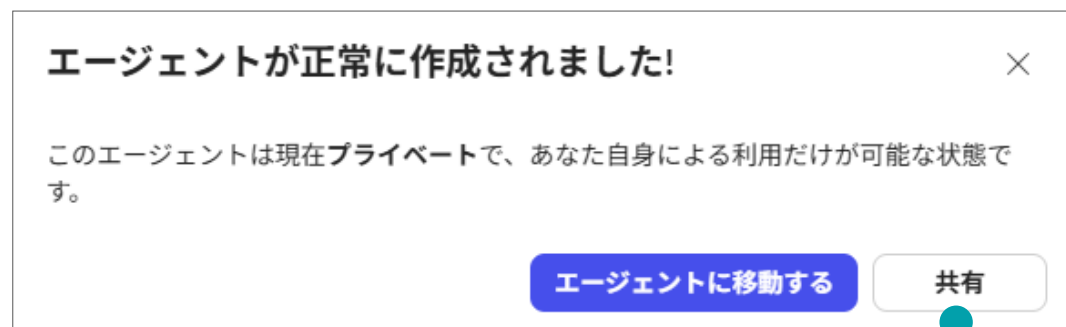 エージェントが正常に作成されました!
このエージェントは現在プライベートで、あなた自身による利用だけが可能な状態で
す。
エージェントに移動する 共有